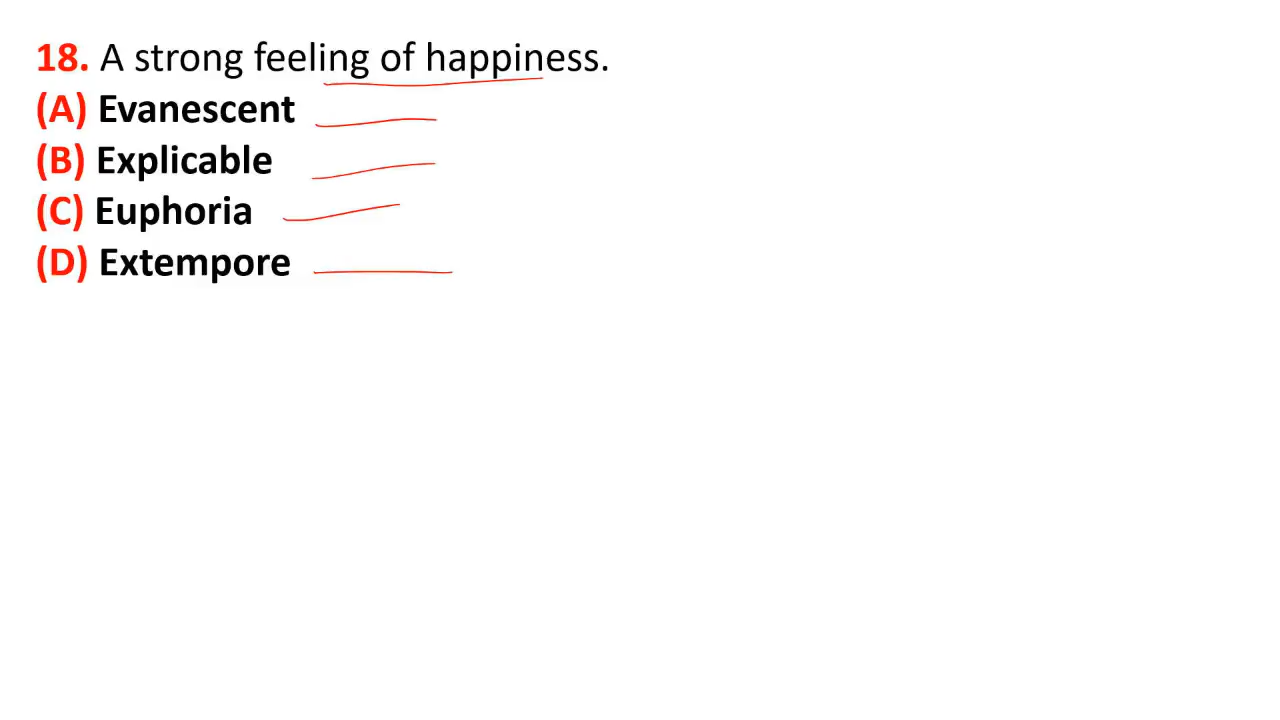 18. A strong feeling of happiness.
(A) Evanescent
(B) Explicable
(C) Euphoria
(D) Extempore